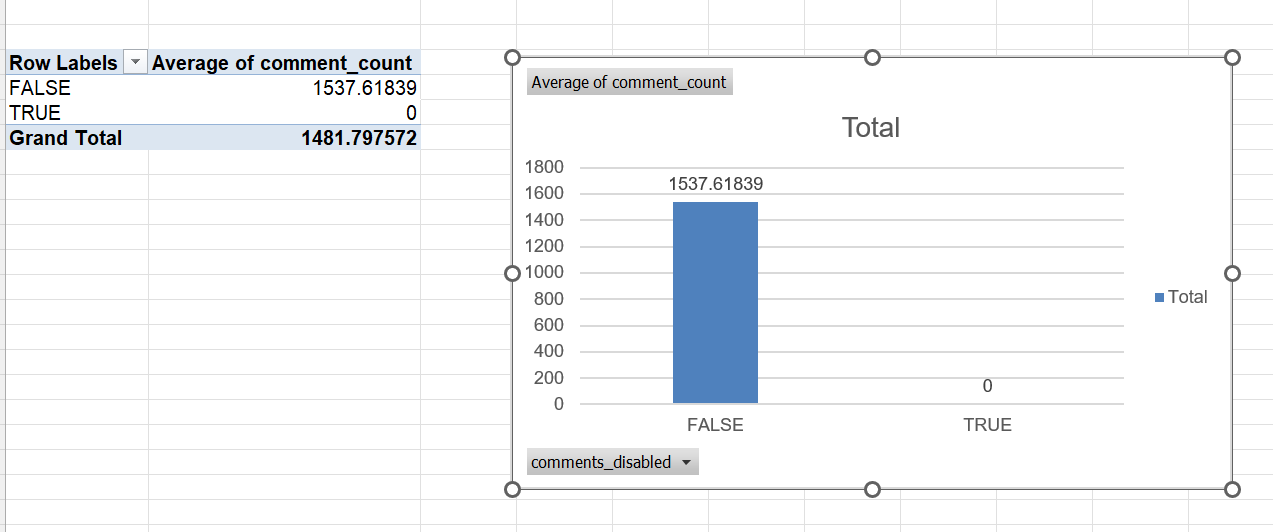 Row Labels Average of comment_count
FALSE 1537.61839
TRUE 0
Grand Total 1481.797572
Average of comment_count
Total
1800
1600
1400
1200
1000
800
600
400
200
0
1537.61839
0
FALSE TRUE
Total
comments_disabled